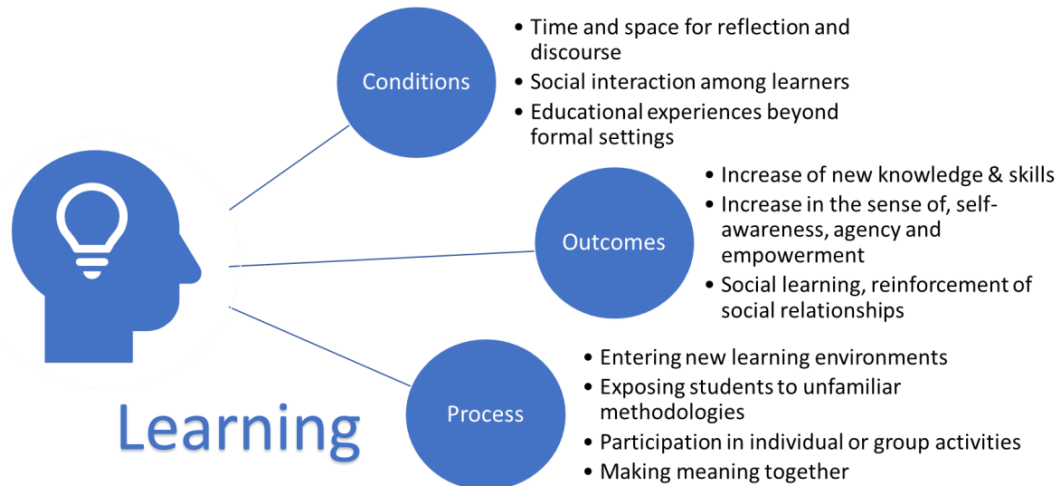 Conditions
• Time and space for reflection and
discourse
• Social interaction among learners
• Educational experiences beyond
formal settings
Outcomes
• Increase of new knowledge & skills
• Increase in the sense of, self-
awareness, agency and
empowerment
• Social learning, reinforcement of
social relationships
Process
• Entering new learning environments
• Exposing students to unfamiliar
methodologies
• Participation in individual or group activities
• Making meaning together
Learning